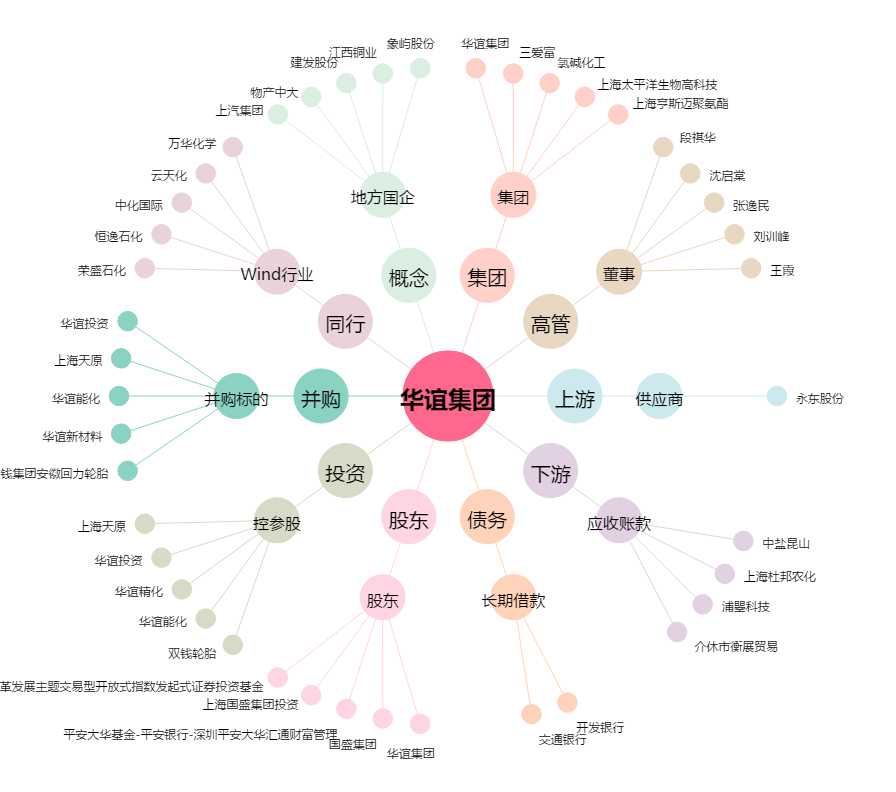 象屿股份
江西铜业
建发股份
物产中大
上汽集团
地方国企
概念
华谊集团
三爱富
氯碱化工
上海太平洋生物高科技
上海亨斯迈聚氨酯
集团
集团
万华化学
云天化
中化国际
恒逸石化
荣盛石化
Wind行业
同行
段祺华
沈启棠
张逸民
刘训峰
王霞
董事
高管
华谊投资
上海天原
华谊能化
华谊新材料
钱集团安徽回力轮胎
并购标的
并购
华谊集团
上游
供应商
永东股份
投资
控参股
上海天原
华谊投资
华谊精化
华谊能化
双钱轮胎
下游
应收账款
中盐昆山
上海杜邦农化
浦曌科技
介休市衡展贸易
股东
股东
革发展主题交易型开放式指数发起式证券投资基金
上海国盛集团投资
平安大华基金-平安银行-深圳平安大华汇通财富管理
国盛集团
华谊集团
债务
长期借款
开发银行
交通银行